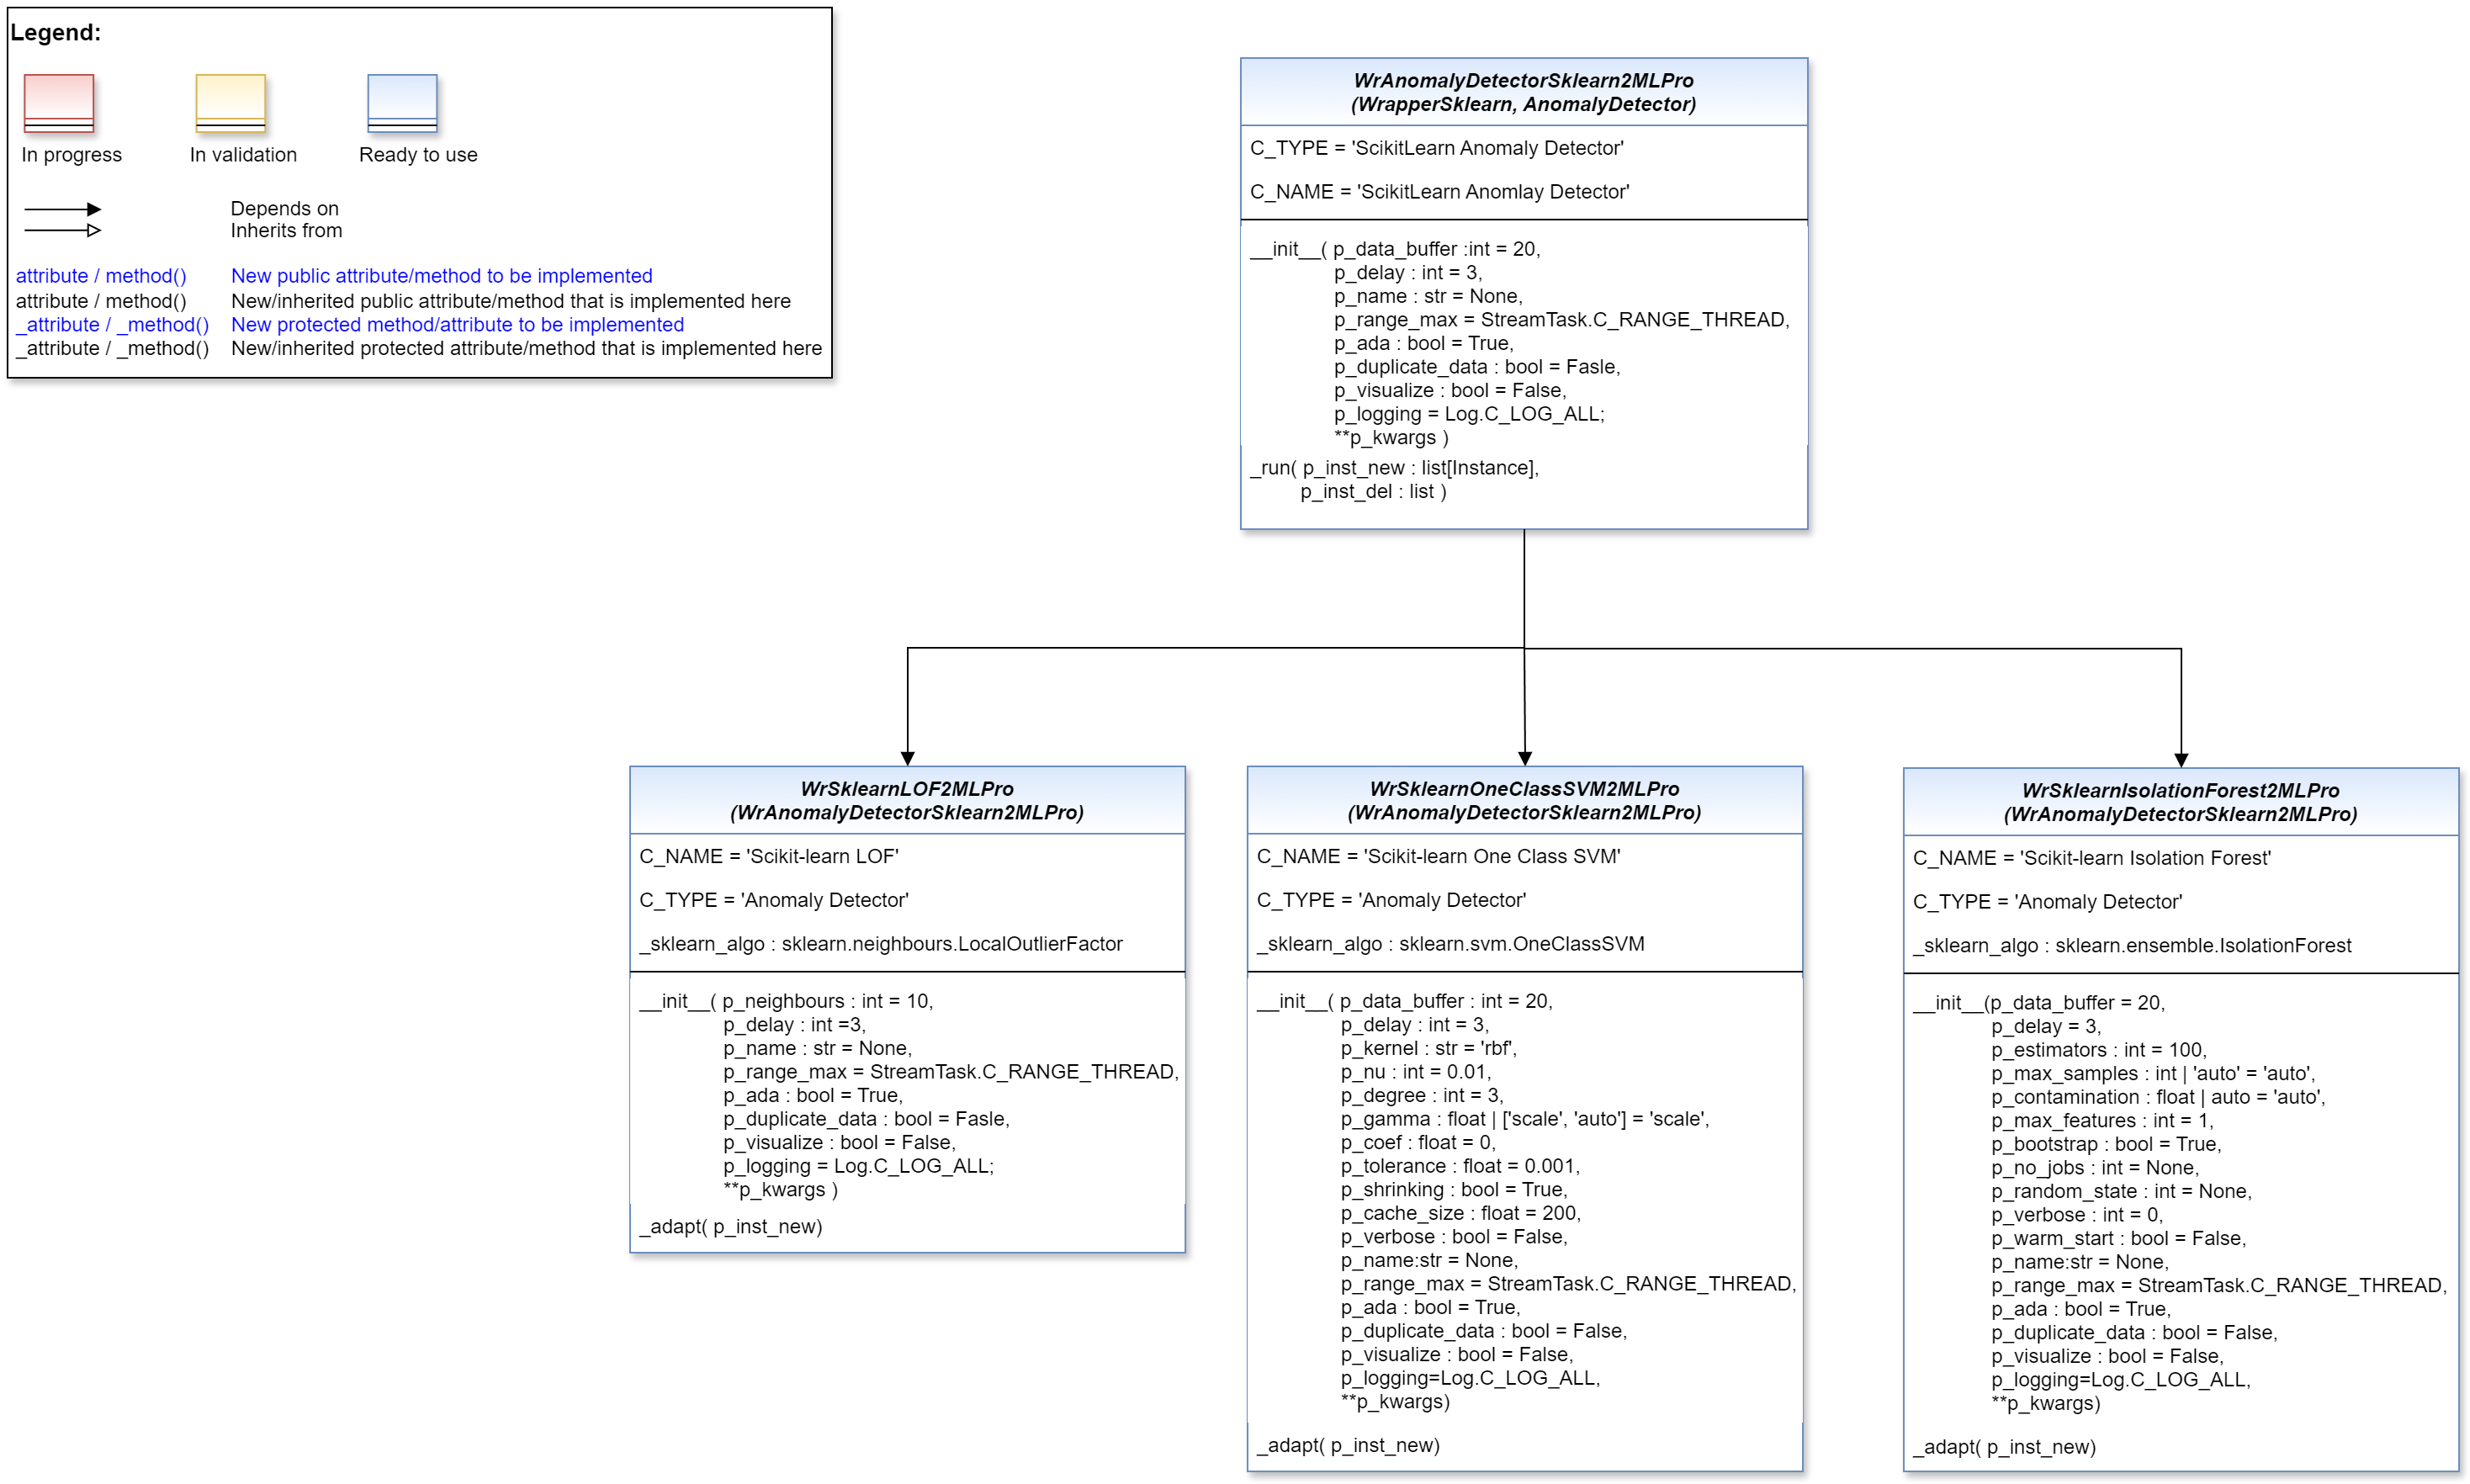 Legend:
In progress
In validation
Ready to use
Depends on
Inherits from
attribute / method() New public attribute/method to be implemented
attribute / method() New/inherited public attribute/method that is implemented here
_attribute / _method() New protected method/attribute to be implemented
_attribute / _method() New/inherited protected attribute/method that is implemented here
WrAnomalyDetectorSklearn2MLPro
(WrapperSklearn, AnomalyDetector)
C_TYPE = 'ScikitLearn Anomaly Detector'
C_NAME = 'ScikitLearn Anomlay Detector'
__init__( p_data_buffer :int = 20,
p_delay : int = 3,
p_name : str = None,
p_range_max = StreamTask.C_RANGE_THREAD,
p_ada : bool = True,
p_duplicate_data : bool = Fasle,
p_visualize : bool = False,
p_logging = Log.C_LOG_ALL;
**p_kwargs )
_run( p_inst_new : list[Instance],
p_inst_del : list )
WrSklearnLOF2MLPro
(WrAnomalyDetectorSklearn2MLPro)
C_NAME = 'Scikit-learn LOF'
C_TYPE = 'Anomaly Detector'
_sklearn_algo : sklearn.neighbours.LocalOutlierFactor
__init__( p_neighbours : int = 10,
p_delay : int =3,
p_name : str = None,
p_range_max = StreamTask.C_RANGE_THREAD,
p_ada : bool = True,
p_duplicate_data : bool = Fasle,
p_visualize : bool = False,
p_logging = Log.C_LOG_ALL;
**p_kwargs )
_adapt( p_inst_new)
WrSklearnOneClassSVM2MLPro
(WrAnomalyDetectorSklearn2MLPro)
C_NAME = 'Scikit-learn One Class SVM'
C_TYPE = 'Anomaly Detector'
_sklearn_algo : sklearn.svm.OneClassSVM
__init__( p_data_buffer : int = 20,
p_delay : int = 3,
p_kernel : str = 'rbf',
p_nu : int = 0.01,
p_degree : int = 3,
p_gamma : float | ['scale', 'auto'] = 'scale',
p_coef : float = 0,
p_tolerance : float = 0.001,
p_shrinking : bool = True,
p_cache_size : float = 200,
p_verbose : bool = False,
p_name:str = None,
p_range_max = StreamTask.C_RANGE_THREAD,
p_ada : bool = True,
p_duplicate_data : bool = False,
p_visualize : bool = False,
p_logging=Log.C_LOG_ALL,
**p_kwargs)
_adapt( p_inst_new)
WrSklearnIsolationForest2MLPro
(WrAnomalyDetectorSklearn2MLPro)
C_NAME = 'Scikit-learn Isolation Forest'
C_TYPE = 'Anomaly Detector'
_sklearn_algo : sklearn.ensemble.IsolationForest
__init__(p_data_buffer = 20,
p_delay = 3,
p_estimators : int = 100,
p_max_samples : int | 'auto' = 'auto',
p_contamination : float | auto = 'auto',
p_max_features : int = 1,
p_bootstrap : bool = True,
p_no_jobs : int = None,
p_random_state : int = None,
p_verbose : int = 0,
p_warm_start : bool = False,
p_name:str = None,
p_range_max = StreamTask.C_RANGE_THREAD,
p_ada : bool = True,
p_duplicate_data : bool = False,
p_visualize : bool = False,
p_logging=Log.C_LOG_ALL,
**p_kwargs)
_adapt( p_inst_new)